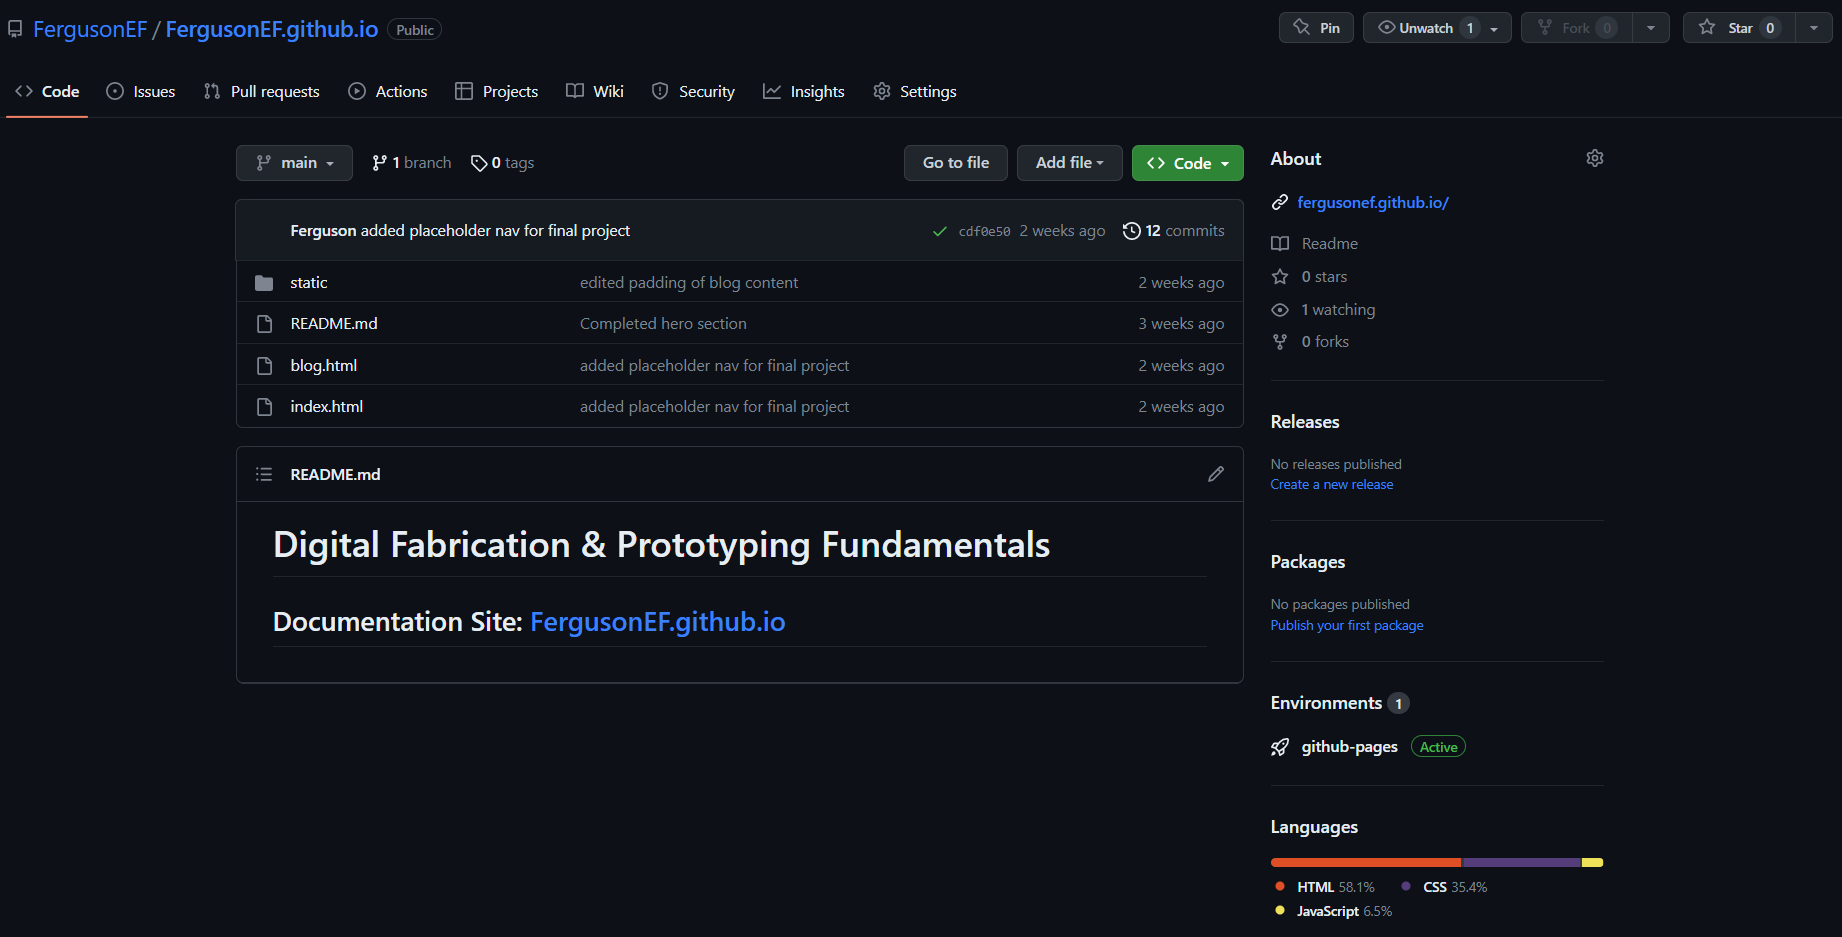 FergusonEF / FergusonEF.github.io Public
Pin Unwatch 1 Fork 0 Star 0
Code Issues Pull requests Actions Projects Wiki Security Insights Settings
main 1 branch 0 tags Go to file Add file Code
Ferguson added placeholder nav for final project cdf0e50 2 weeks ago 12 commits
static edited padding of blog content 2 weeks ago
README.md Completed hero section 3 weeks ago
blog.html added placeholder nav for final project 2 weeks ago
index.html added placeholder nav for final project 2 weeks ago
README.md
Digital Fabrication & Prototyping Fundamentals
Documentation Site: FergusonEF.github.io
About
fergusonef.github.io/
Readme
0 stars
1 watching
0 forks
Releases
No releases published
Create a new release
Packages
No packages published
Publish your first package
Environments 1
github-pages Active
Languages
HTML 58.1% CSS 35.4%
JavaScript 6.5%